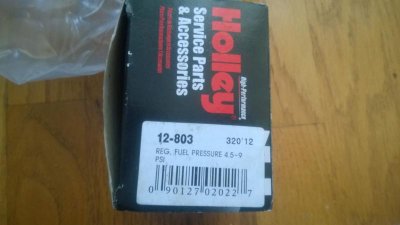 Holley
High-Performance
Service Parts
& Accessories
12-803
320'12
REG. FUEL PRESSURE 4.5-9
PSI
0 90127 02022 7